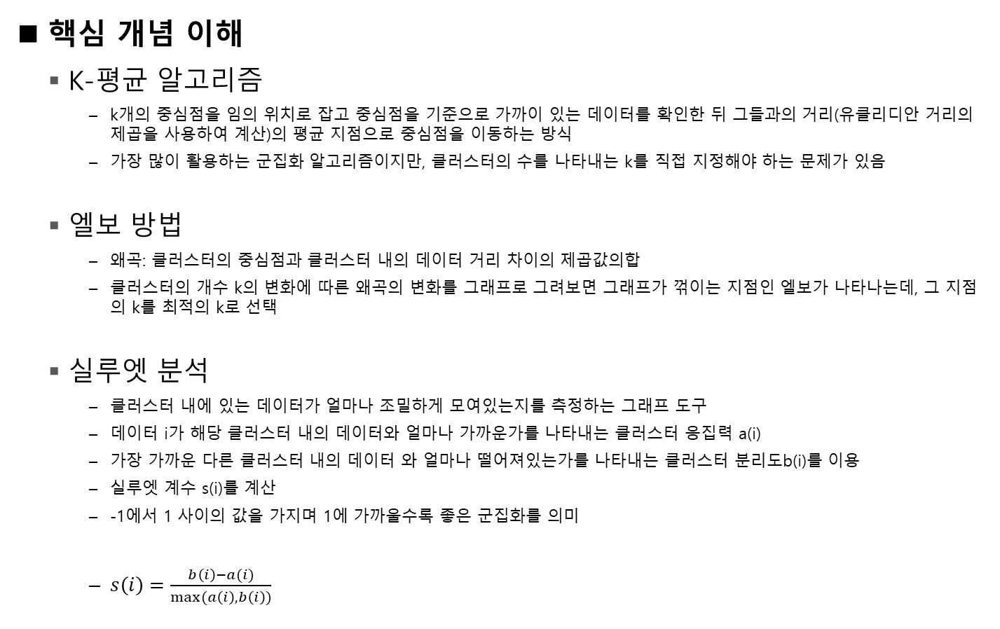 ■ 핵심 개념 이해
▪ K-평균 알고리즘
– k개의 중심점을 임의 위치로 잡고 중심점을 기준으로 가까이 있는 데이터를 확인한 뒤 그들과의 거리(유클리디안 거리의
제곱을 사용하여 계산)의 평균 지점으로 중심점을 이동하는 방식
– 가장 많이 활용하는 군집화 알고리즘이지만, 클러스터의 수를 나타내는 k를 직접 지정해야 하는 문제가 있음
▪ 엘보 방법
– 왜곡: 클러스터의 중심점과 클러스터 내의 데이터 거리 차이의 제곱값의합
– 클러스터의 개수 k의 변화에 따른 왜곡의 변화를 그래프로 그려보면 그래프가 꺾이는 지점인 엘보가 나타나는데, 그 지점
의 k를 최적의 k로 선택
▪ 실루엣 분석
– 클러스터 내에 있는 데이터가 얼마나 조밀하게 모여있는지를 측정하는 그래프 도구
– 데이터 i가 해당 클러스터 내의 데이터와 얼마나 가까운가를 나타내는 클러스터 응집력 a(i)
– 가장 가까운 다른 클러스터 내의 데이터 와 얼마나 떨어져있는가를 나타내는 클러스터 분리도b(i)를 이용
– 실루엣 계수 s(i)를 계산
– -1에서 1 사이의 값을 가지며 1에 가까울수록 좋은 군집화를 의미
– s(i) = b(i)−a(i) / max(a(i),b(i))